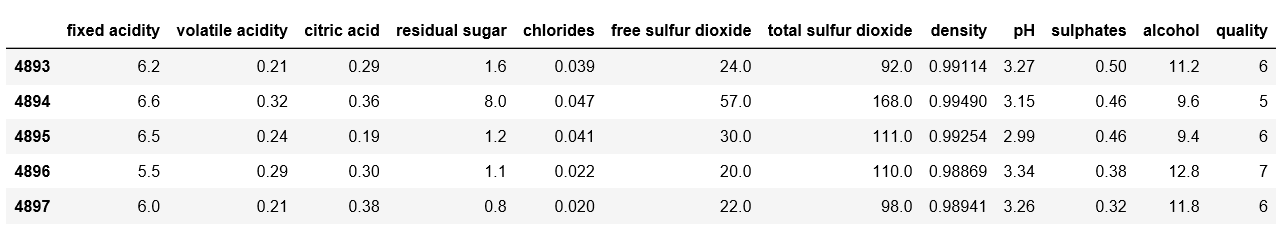 fixed acidity volatile acidity citric acid residual sugar chlorides free sulfur dioxide total sulfur dioxide density pH sulphates alcohol quality
4893 6.2 0.21 0.29 1.6 0.039 24.0 92.0 0.99114 3.27 0.50 11.2 6
4894 6.6 0.32 0.36 8.0 0.047 57.0 168.0 0.99490 3.15 0.46 9.6 5
4895 6.5 0.24 0.19 1.2 0.041 30.0 111.0 0.99254 2.99 0.46 9.4 6
4896 5.5 0.29 0.30 1.1 0.022 20.0 110.0 0.98869 3.34 0.38 12.8 7
4897 6.0 0.21 0.38 0.8 0.020 22.0 98.0 0.98941 3.26 0.32 11.8 6